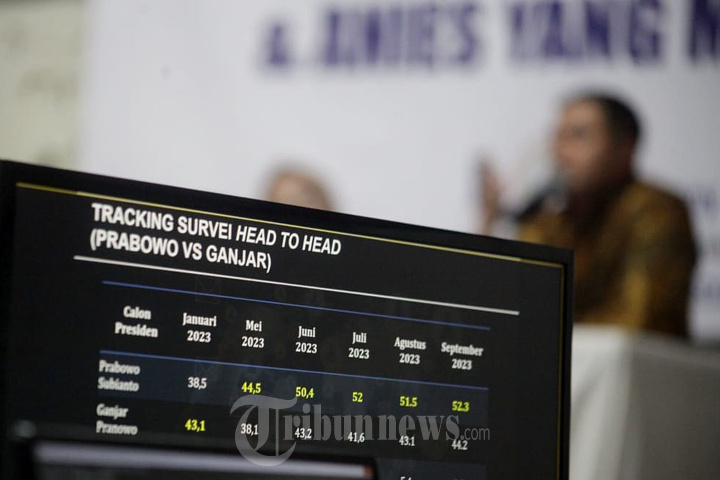 a. ANIES YANG
TRACKING SURVEI HEAD TO HEAD
(PRABOWO VS GANJAR)
Calon Presiden Januari 2023 Mei 2023 Juni 2023 Juli 2023 Agustus 2023 September 2023
Prabowo Subianto 38,5 44,5 50,4 52 51.5 52.3
Ganjar Pranowo 43,1 38,1 43,2 41,6 43.1 44.2
Tribunnews.com